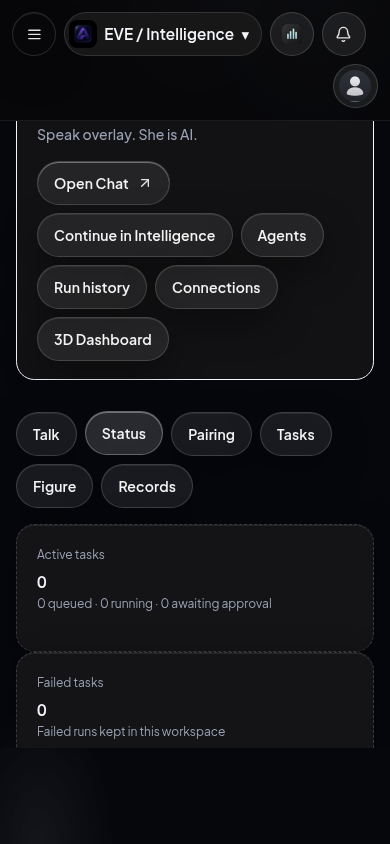 EVE / Intelligence ▾
Speak overlay. She is AI.
Open Chat ↗
Continue in Intelligence
Agents
Run history
Connections
3D Dashboard
Talk
Status
Pairing
Tasks
Figure
Records
Active tasks
0
0 queued · 0 running · 0 awaiting approval
Failed tasks
0
Failed runs kept in this workspace